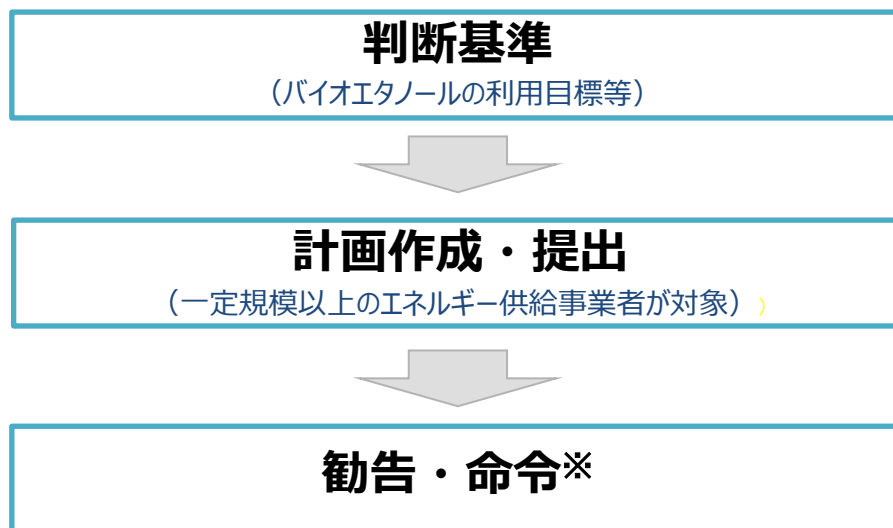 判断基準
（バイオエタノールの利用目標等）
計画作成・提出
（一定規模以上のエネルギー供給事業者が対象））
勧告・命令※